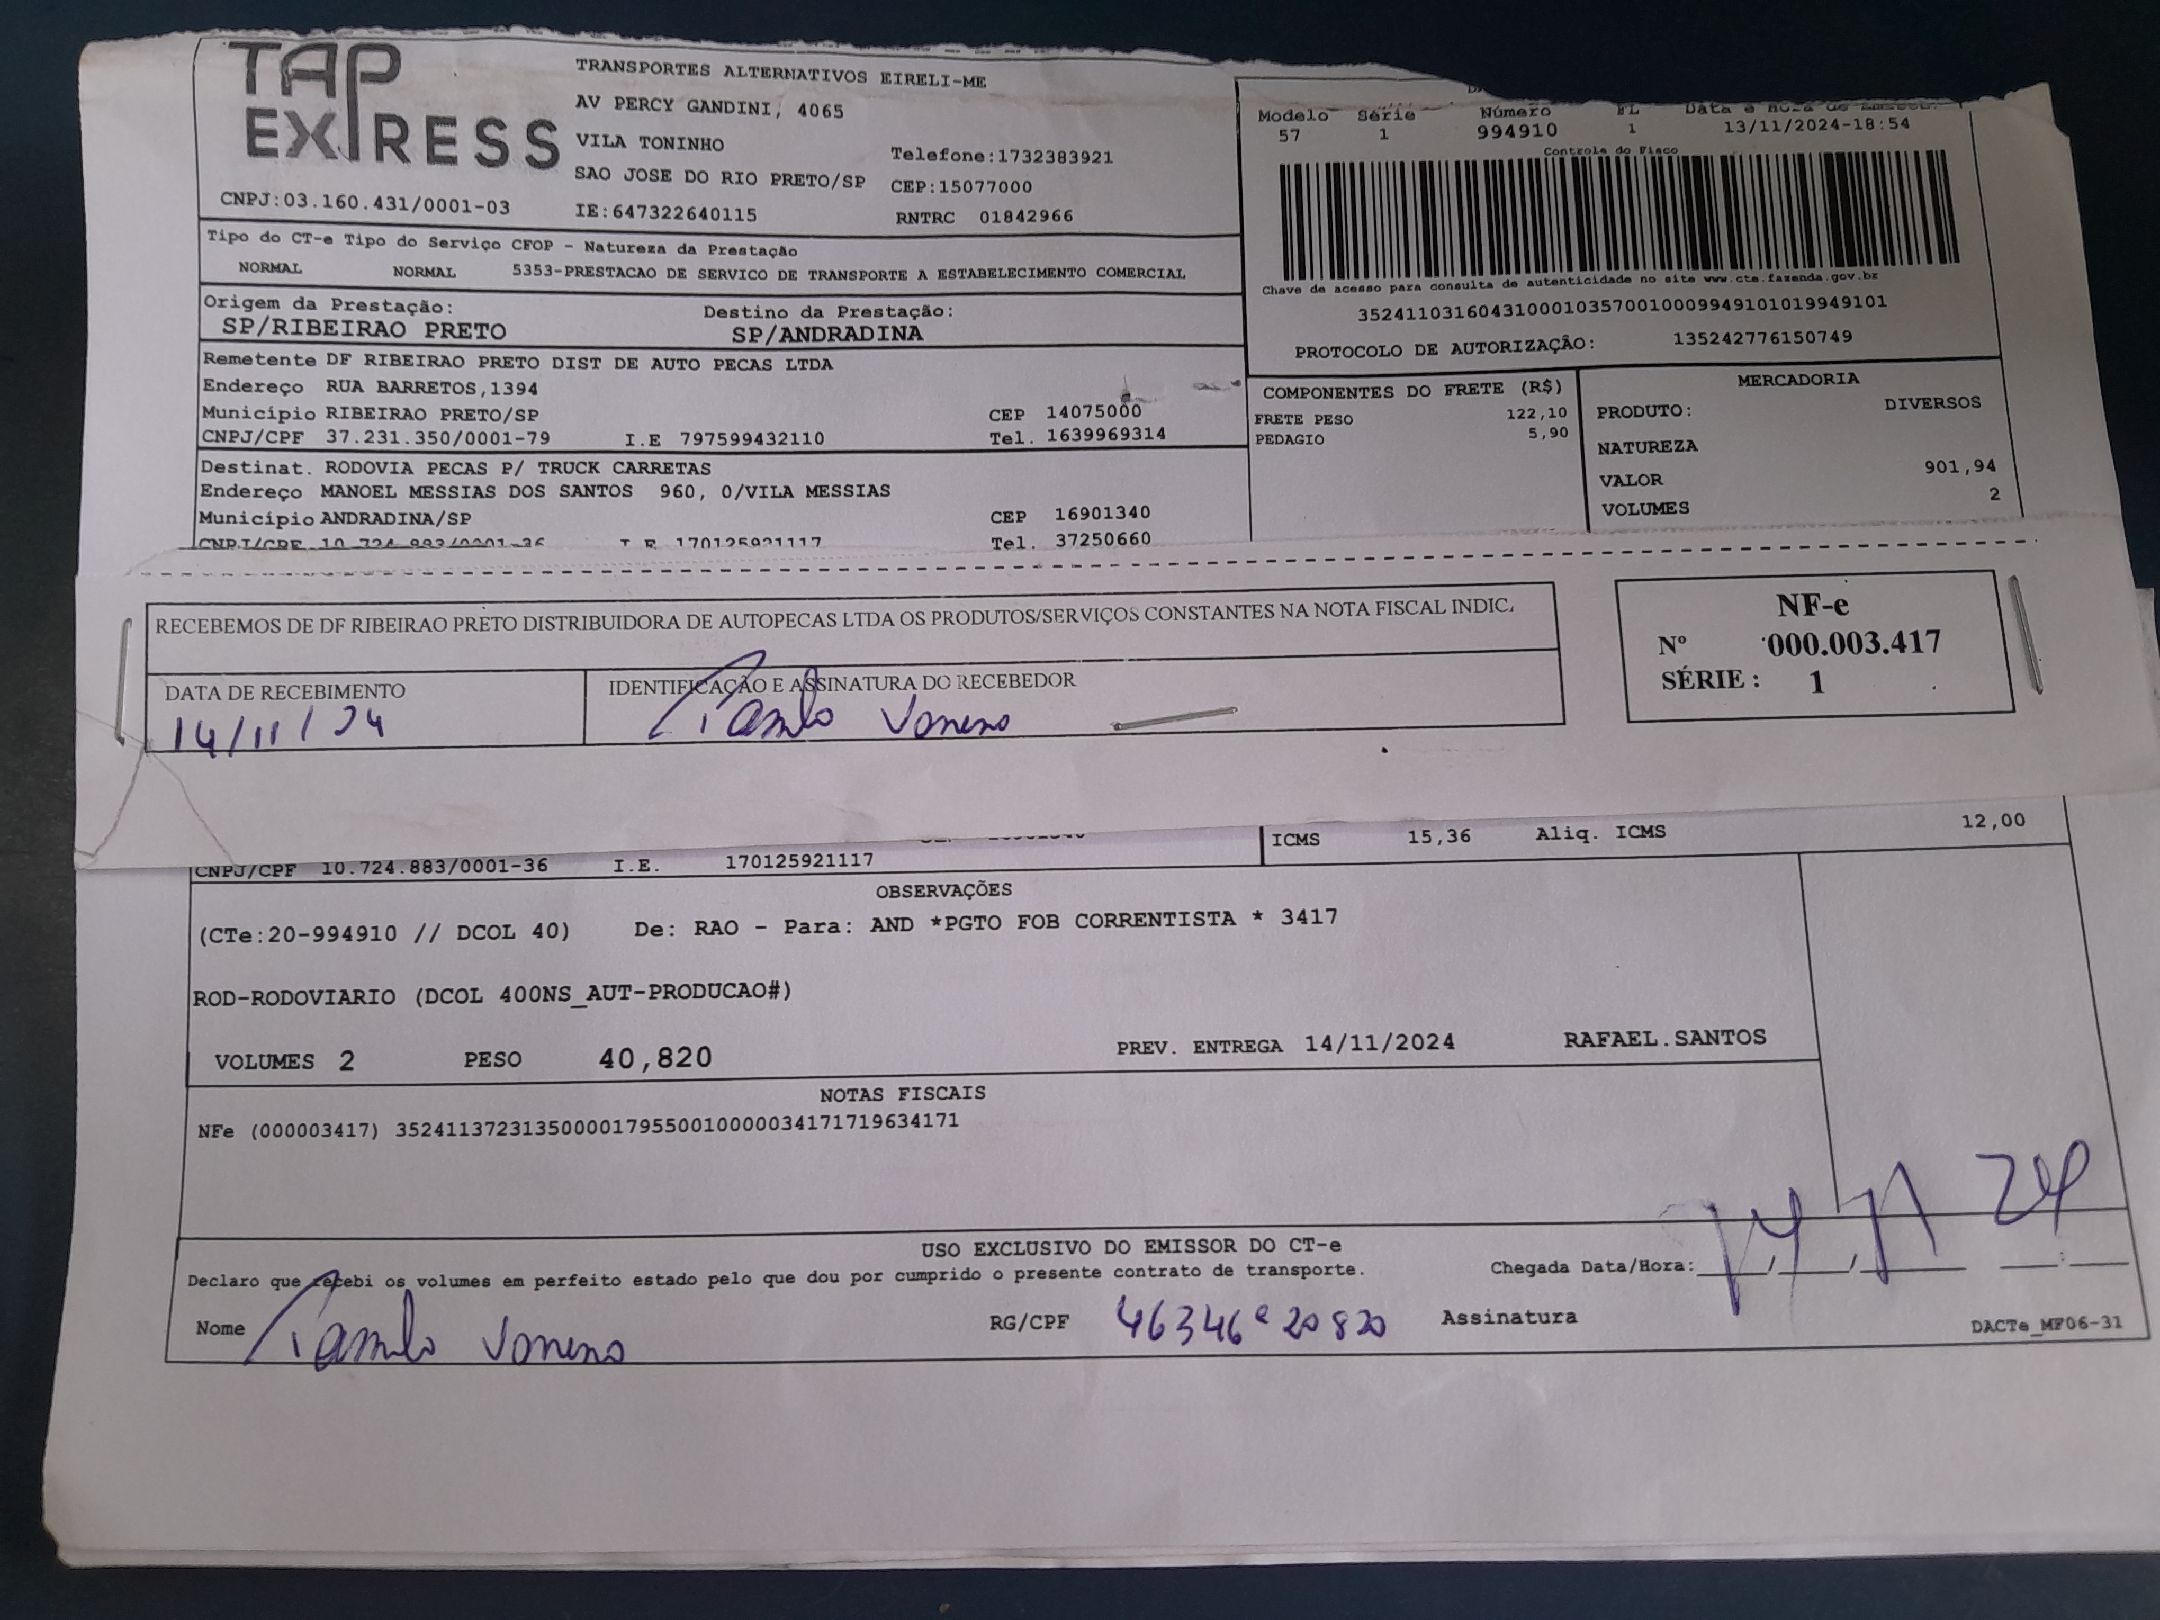 TAP EXPRESS
TRANSPORTES ALTERNATIVOS EIRELI-ME
AV PERCY GANDINI, 4065
VILA TONINHO
Telefone:1732383921
SAO JOSE DO RIO PRETO/SP CEP:15077000
CNPJ:03.160.431/0001-03 IE:647322640115 RNTRC 01842966
Modelo Série Número FL Data e Hora de
57 1 994910 1 13/11/2024-18:54
Controle do Fisco
Chave de acesso para consulta de autenticidade no site www.cte.fazenda.gov.br
35241103160431000103570010009949101019949101
PROTOCOLO DE AUTORIZAÇÃO: 135242776150749
Tipo do CT-e Tipo do Serviço CFOP - Natureza da Prestação
NORMAL NORMAL 5353-PRESTACAO DE SERVICO DE TRANSPORTE A ESTABELECIMENTO COMERCIAL
Origem da Prestação: Destino da Prestação:
SP/RIBEIRAO PRETO SP/ANDRADINA
Remetente DF RIBEIRAO PRETO DIST DE AUTO PECAS LTDA
Endereço RUA BARRETOS,1394
Município RIBEIRAO PRETO/SP CEP 14075000
CNPJ/CPF 37.231.350/0001-79 I.E 797599432110 Tel. 1639969314
Destinat. RODOVIA PECAS P/ TRUCK CARRETAS
Endereço MANOEL MESSIAS DOS SANTOS 960, 0/VILA MESSIAS
Município ANDRADINA/SP CEP 16901340
CNPJ/CPF 10.724.883/0001-36 I.E 170125921117 Tel. 37250660
COMPONENTES DO FRETE (R$)
FRETE PESO 122,10
PEDAGIO 5,90
MERCADORIA
PRODUTO: DIVERSOS
NATUREZA
VALOR 901,94
VOLUMES 2
RECEBEMOS DE DF RIBEIRAO PRETO DISTRIBUIDORA DE AUTOPECAS LTDA OS PRODUTOS/SERVIÇOS CONSTANTES NA NOTA FISCAL INDIC.
DATA DE RECEBIMENTO IDENTIFICAÇÃO E ASSINATURA DO RECEBEDOR
14/11/24
NF-e
Nº 000.003.417
SÉRIE : 1
ICMS 15,36 Aliq. ICMS 12,00
CNPJ/CPF 10.724.883/0001-36 I.E. 170125921117
OBSERVAÇÕES
(CTe:20-994910 // DCOL 40) De: RAO - Para: AND *PGTO FOB CORRENTISTA * 3417
ROD-RODOVIARIO (DCOL 400NS_AUT-PRODUCAO#)
VOLUMES 2 PESO 40,820 PREV. ENTREGA 14/11/2024 RAFAEL.SANTOS
NOTAS FISCAIS
NFe (000003417) 35241137231350000179550010000034171719634171
USO EXCLUSIVO DO EMISSOR DO CT-e
Declaro que recebi os volumes em perfeito estado pelo que dou por cumprido o presente contrato de transporte.
Chegada Data/Hora: 14/11/24
Nome RG/CPF Assinatura
DACTe_MF06-31